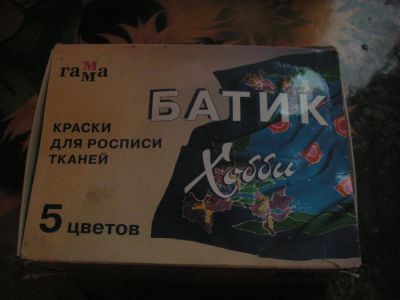 гамма
БАТИК
КРАСКИ
ДЛЯ РОСПИСИ
ТКАНЕЙ
Хобби
5 цветов